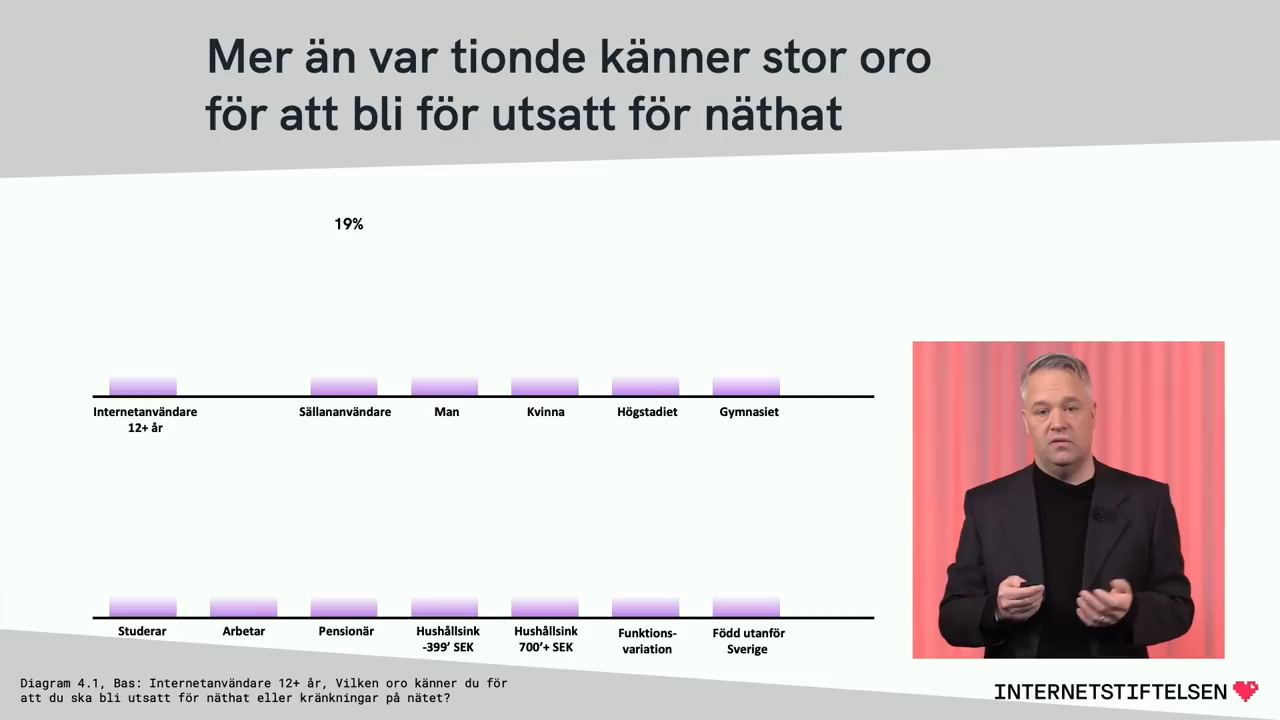 Mer än var tionde känner stor oro
för att bli för utsatt för näthat
19%
Internetanvändare
12+ år
Sällananvändare
Man
Kvinna
Högstadiet
Gymnasiet
Studerar
Arbetar
Pensionär
Hushållsink
-399’ SEK
Hushållsink
700’+ SEK
Funktions-
variation
Född utanför
Sverige
Diagram 4.1, Bas: Internetanvändare 12+ år, Vilken oro känner du för
att du ska bli utsatt för näthat eller kränkningar på nätet?
INTERNETSTIFTELSEN